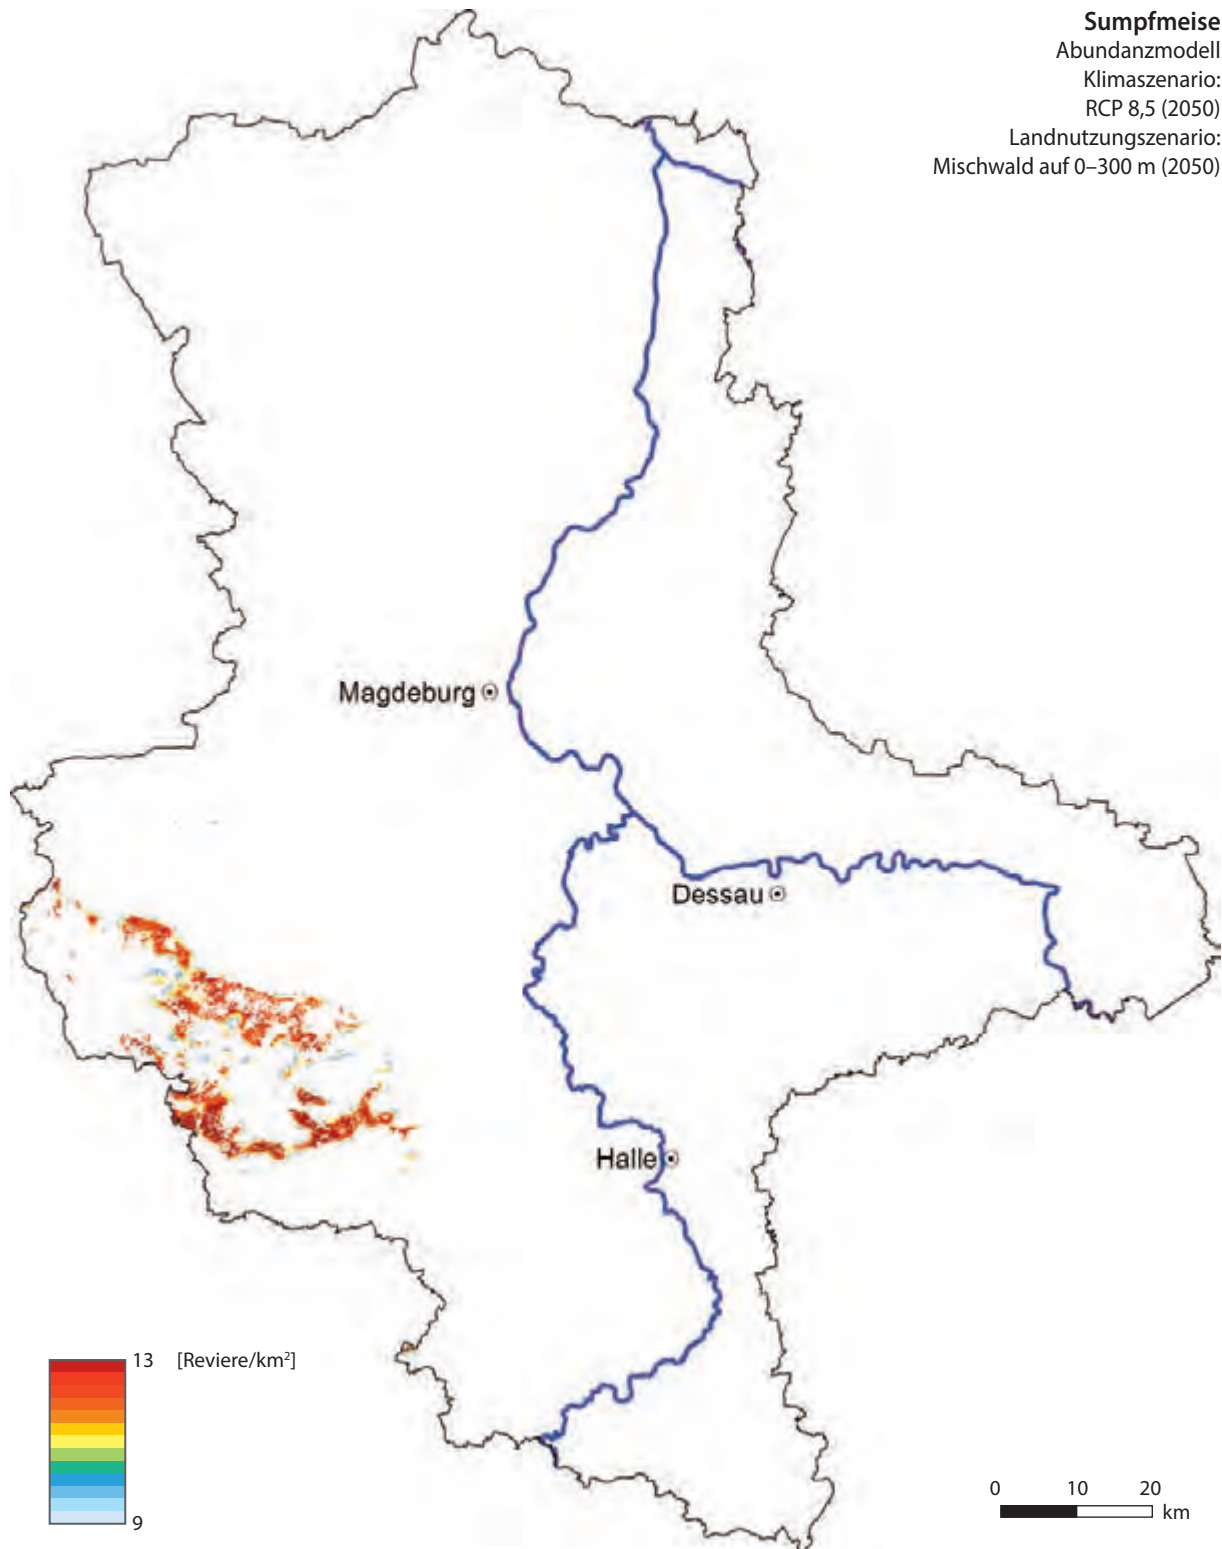 Sumpfmeise
Abundanzmodell
Klimaszenario:
RCP 8,5 (2050)
Landnutzungszenario:
Mischwald auf 0–300 m (2050)
Magdeburg
Dessau
Halle
13 [Reviere/km²]
9
0 10 20
km